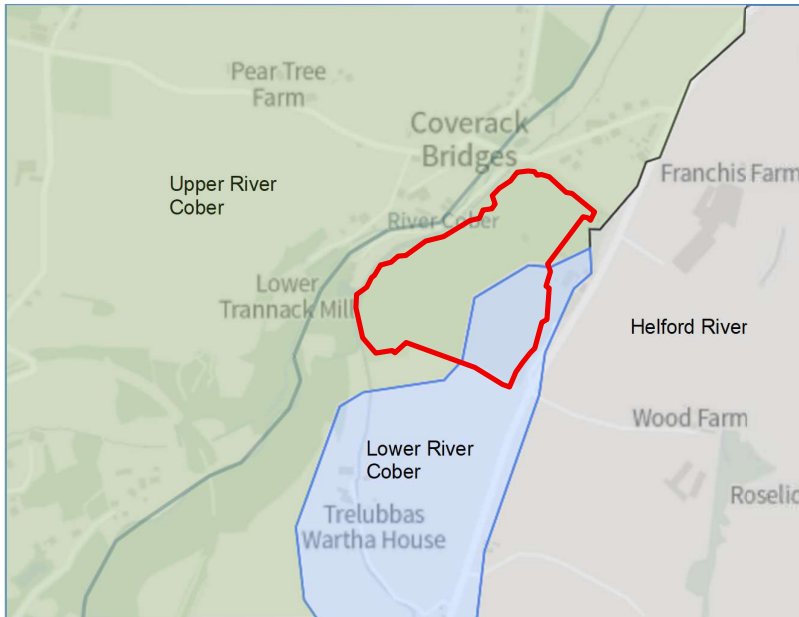 Pear Tree
Farm
Coverack
Bridges
Upper River
Cober
Franchis Farm
River Cober
Lower
Trannack Mill
Helford River
Wood Farm
Lower River
Cober
Trelubbas
Wartha House